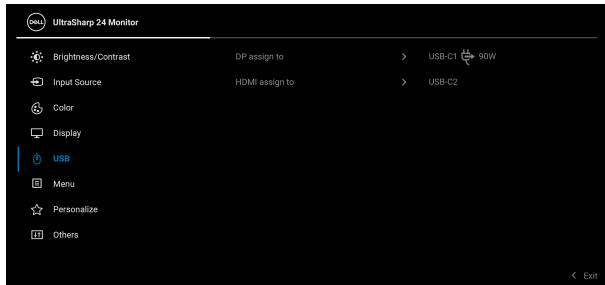 DELL UltraSharp 24 Monitor
Brightness/Contrast DP assign to USB-C1 90W
Input Source HDMI assign to USB-C2
Color
Display
USB
Menu
Personalize
Others
Exit